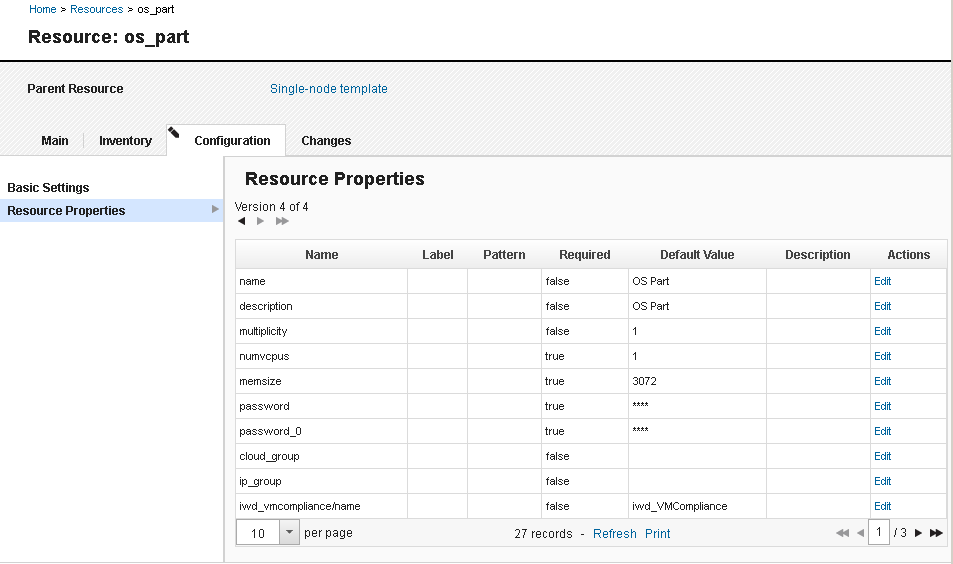 Home > Resources > os_part
Resource: os_part
Parent Resource Single-node template
Main Inventory Configuration Changes
Basic Settings
Resource Properties
Resource Properties
Version 4 of 4
Name Label Pattern Required Default Value Description Actions
name false OS Part Edit
description false OS Part Edit
multiplicity false 1 Edit
numvcpus true 1 Edit
memsize true 3072 Edit
password true **** Edit
password_0 true **** Edit
cloud_group false Edit
ip_group false Edit
iwd_vmcompliance/name false iwd_VMCompliance Edit
10 per page 27 records - Refresh Print 1 / 3